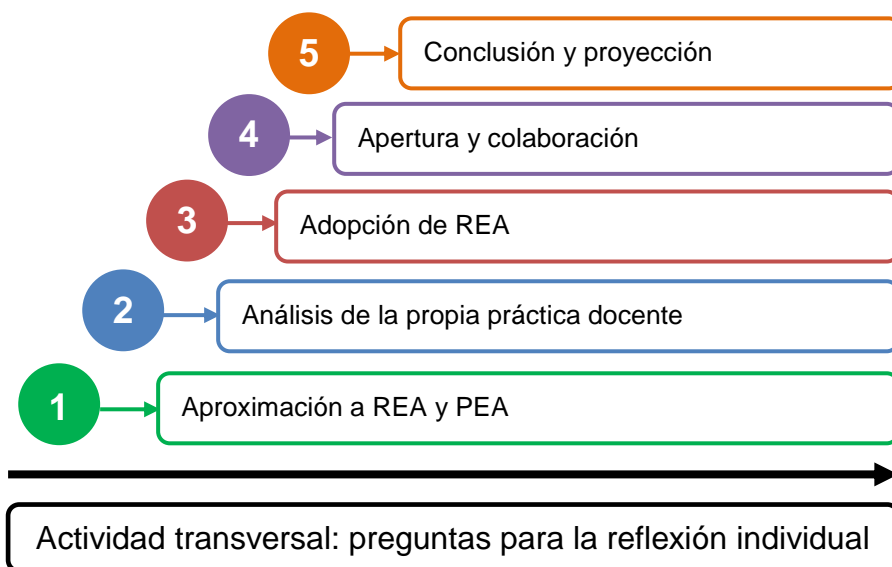 5
Conclusión y proyección
4
Apertura y colaboración
3
Adopción de REA
2
Análisis de la propia práctica docente
1
Aproximación a REA y PEA
Actividad transversal: preguntas para la reflexión individual